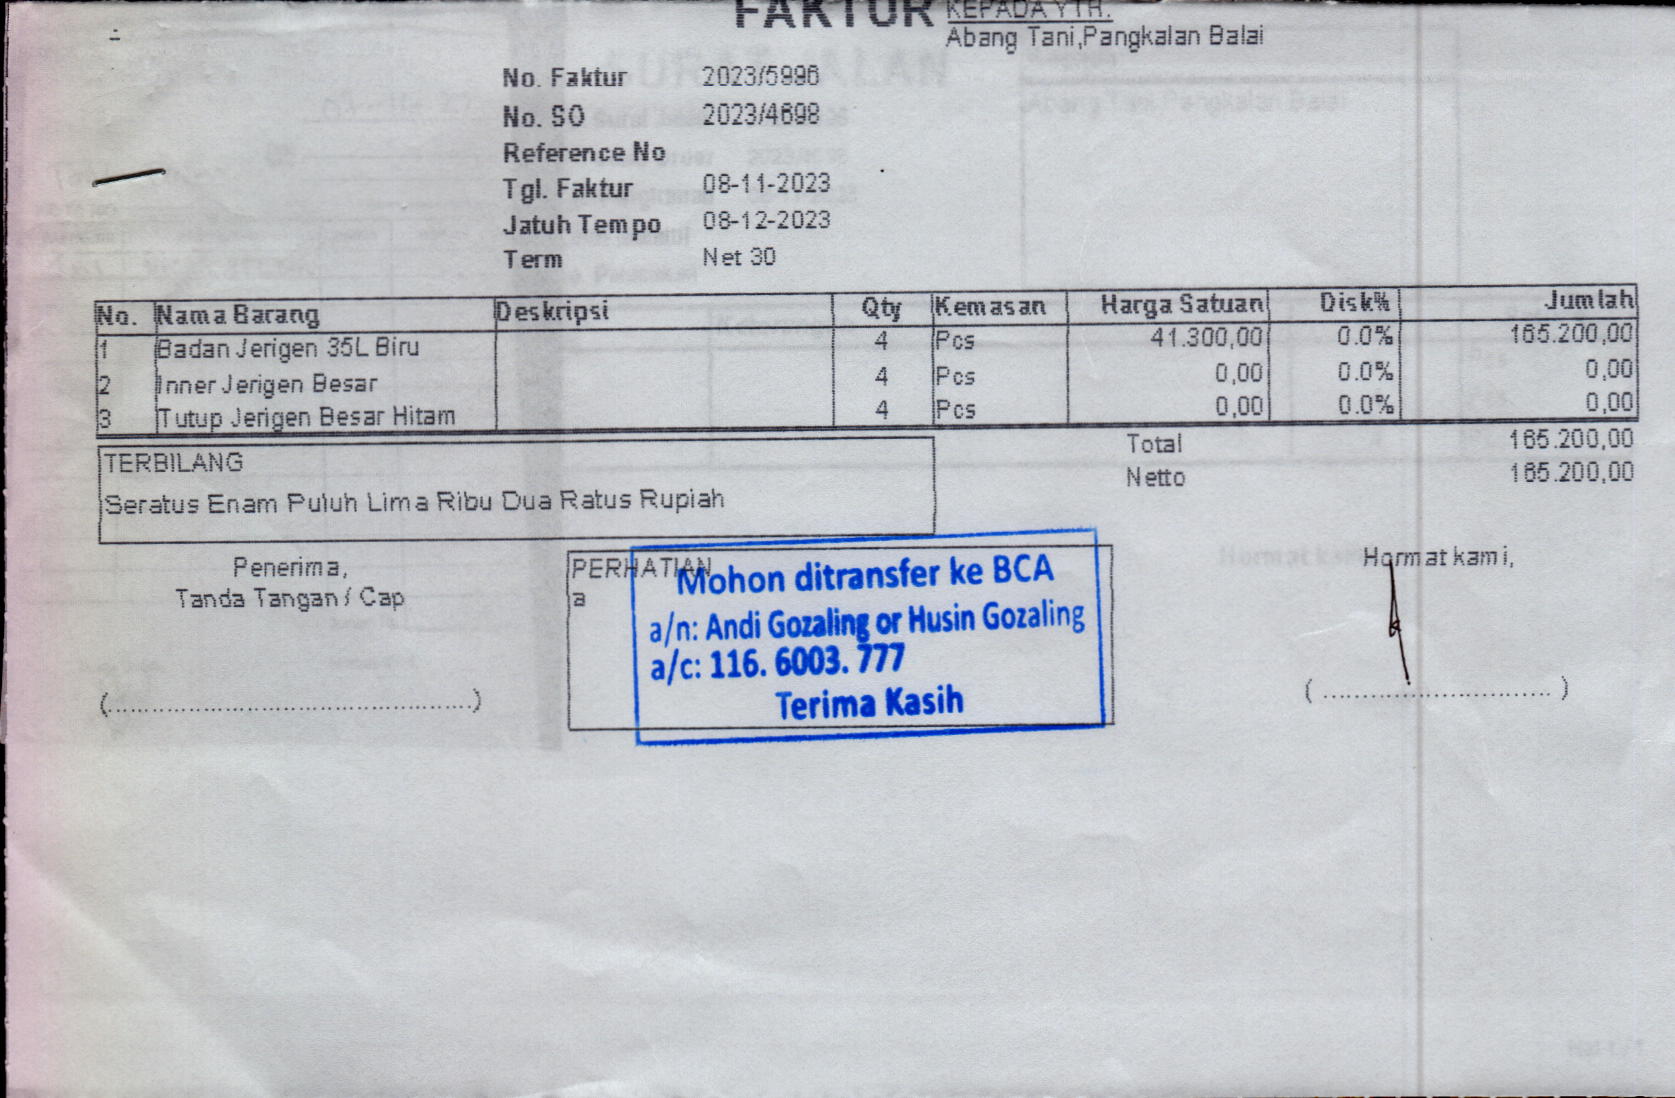 FAKTUR
KEPADA YTH.
Abang Tani,Pangkalan Balai
No. Faktur 2023/5996
No. SO 2023/4698
Reference No
Tgl. Faktur 08-11-2023
Jatuh Tempo 08-12-2023
Term Net 30
No. Nama Barang Deskripsi Qty Kemasan Harga Satuan Disk% Jumlah
1 Badan Jerigen 35L Biru 4 Pcs 41.300,00 0.0% 165.200,00
2 Inner Jerigen Besar 4 Pcs 0,00 0.0% 0,00
3 Tutup Jerigen Besar Hitam 4 Pcs 0,00 0.0% 0,00
Total 165.200,00
Netto 165.200,00
TERBILANG
Seratus Enam Puluh Lima Ribu Dua Ratus Rupiah
Penerima,
Tanda Tangan / Cap
(..............................................)
PERHATIAN
a
Mohon ditransfer ke BCA
a/n: Andi Gozaling or Husin Gozaling
a/c: 116. 6003. 777
Terima Kasih
Hormat kami,
( ............................. )